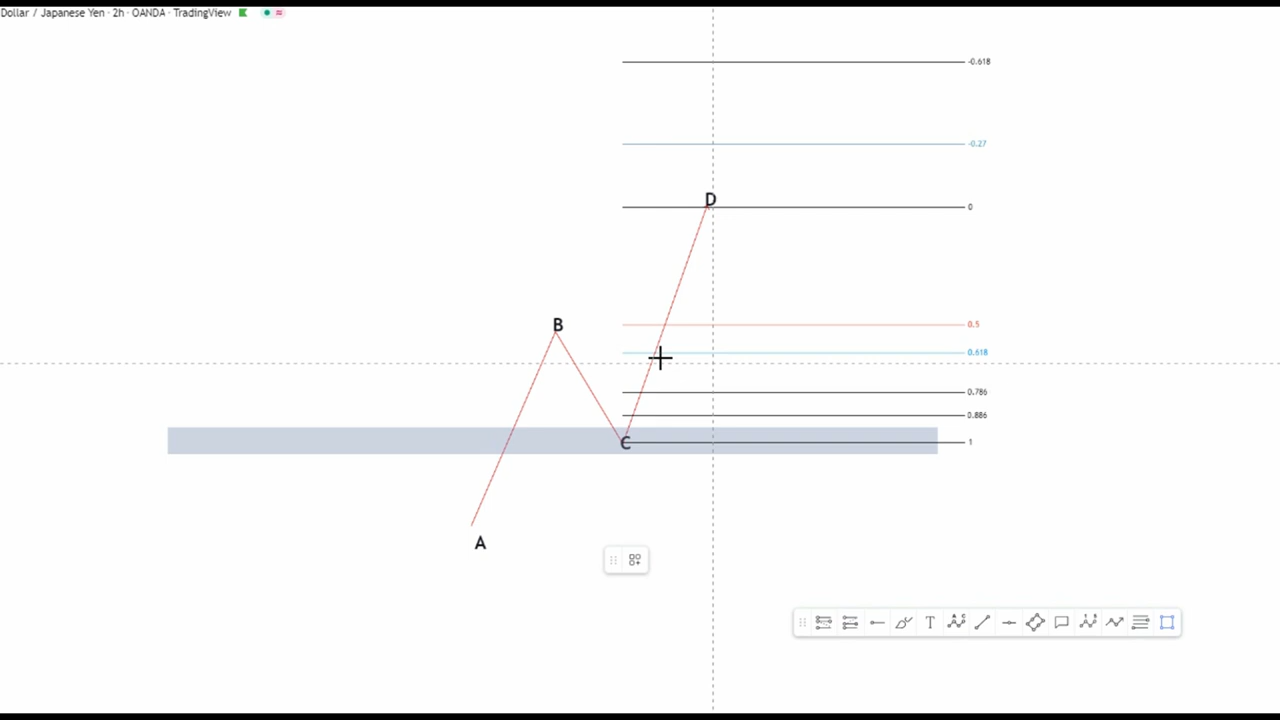 Dollar / Japanese Yen · 2h · OANDA · TradingView
-0.618
-0.27
D
0
B
0.5
0.618
0.786
0.886
C
1
A